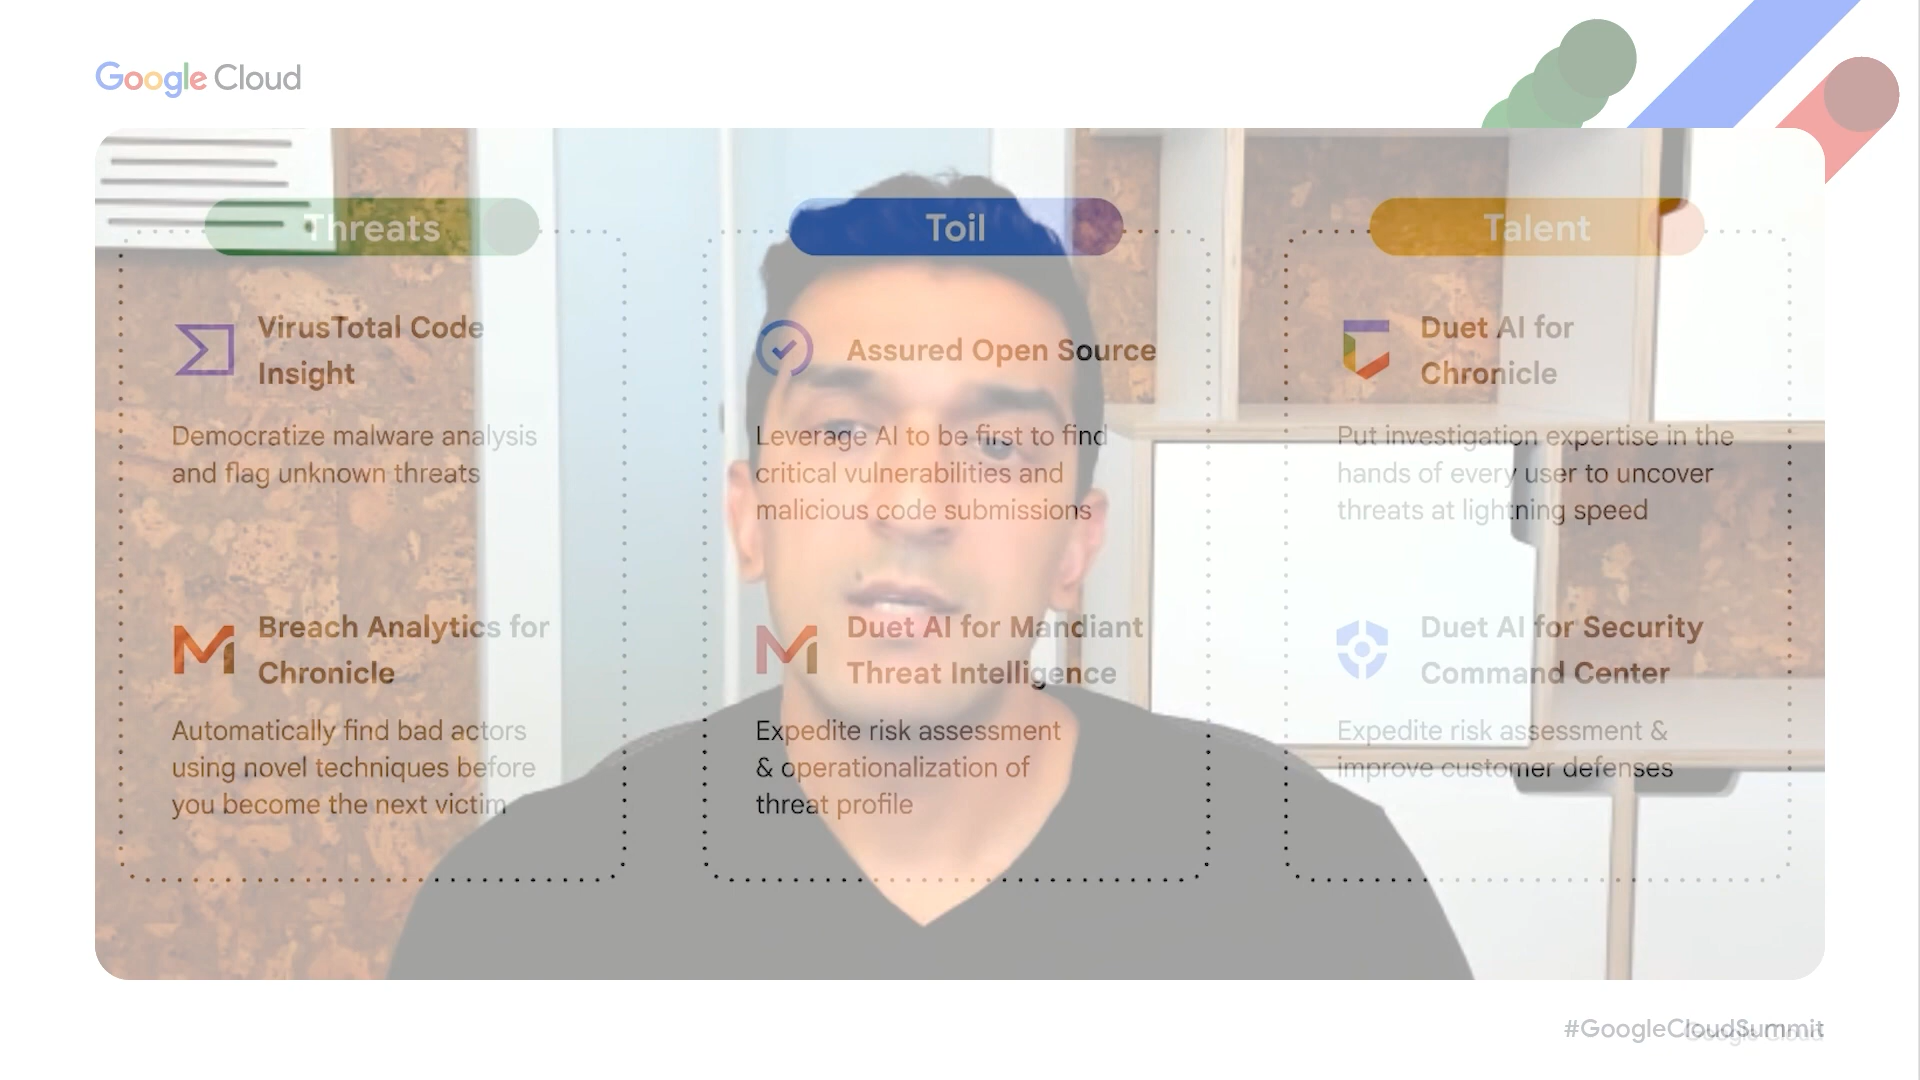 Google Cloud
Threats
VirusTotal Code
Insight
Democratize malware analysis
and flag unknown threats
Breach Analytics for
Chronicle
Automatically find bad actors
using novel techniques before
you become the next victim
Toil
Assured Open Source
Leverage AI to be first to find
critical vulnerabilities and
malicious code submissions
Duet AI for Mandiant
Threat Intelligence
Expedite risk assessment
& operationalization of
threat profile
Talent
Duet AI for
Chronicle
Put investigation expertise in the
hands of every user to uncover
threats at lightning speed
Duet AI for Security
Command Center
Expedite risk assessment &
improve customer defenses
#GoogleCloudSummit
Google Cloud